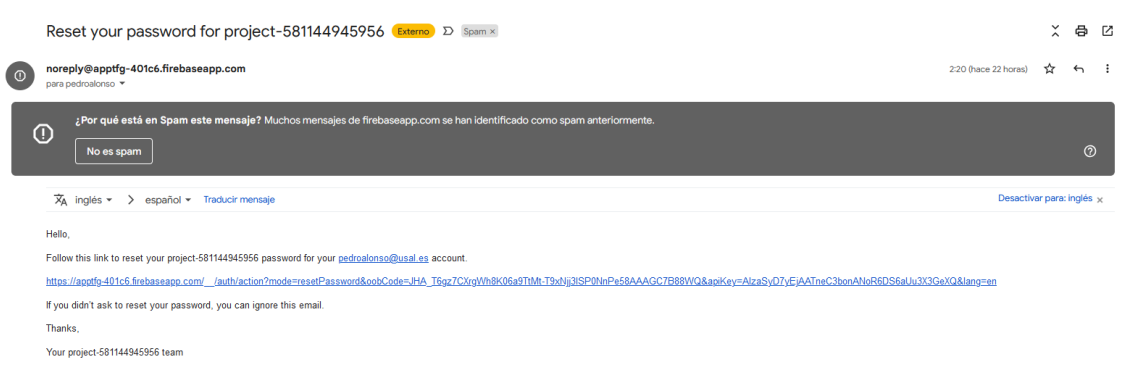 Reset your password for project-581144945956 Externo Spam ×
noreply@apptfg-401c6.firebaseapp.com 2:20 (hace 22 horas)
para pedroalonso
¿Por qué está en Spam este mensaje? Muchos mensajes de firebaseapp.com se han identificado como spam anteriormente.
No es spam
inglés > español Traducir mensaje Desactivar para: inglés ×
Hello,
Follow this link to reset your project-581144945956 password for your pedroalonso@usal.es account.
https://apptfg-401c6.firebaseapp.com/__/auth/action?mode=resetPassword&oobCode=JHA_T6gz7CXrgWh8K06a9TtMt-T9xNjj3lSP0NnPe58AAAGC7B88WQ&apiKey=AIzaSyD7yEjAATneC3bonANoR6DS6aUu3X3GeXQ&lang=en
If you didn't ask to reset your password, you can ignore this email.
Thanks,
Your project-581144945956 team